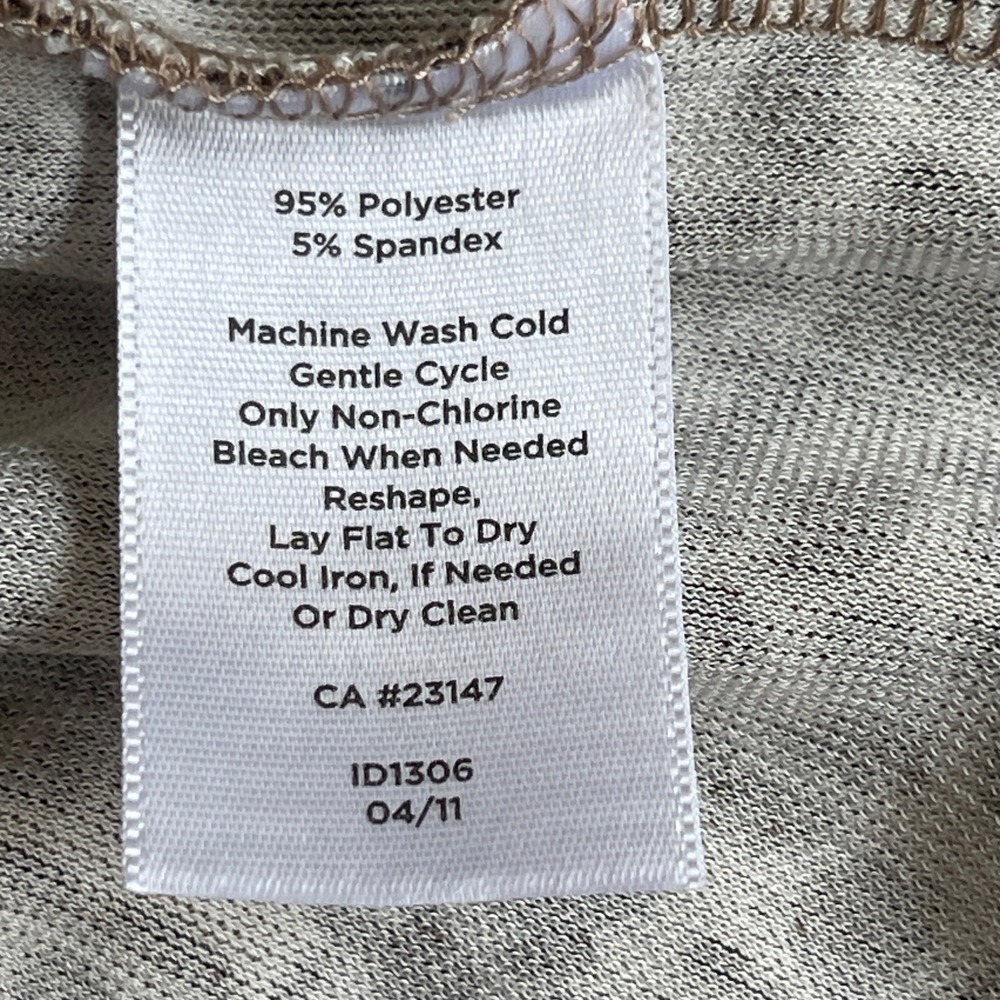 95% Polyester
5% Spandex
Machine Wash Cold
Gentle Cycle
Only Non-Chlorine
Bleach When Needed
Reshape,
Lay Flat To Dry
Cool Iron, If Needed
Or Dry Clean
CA #23147
ID1306
04/11